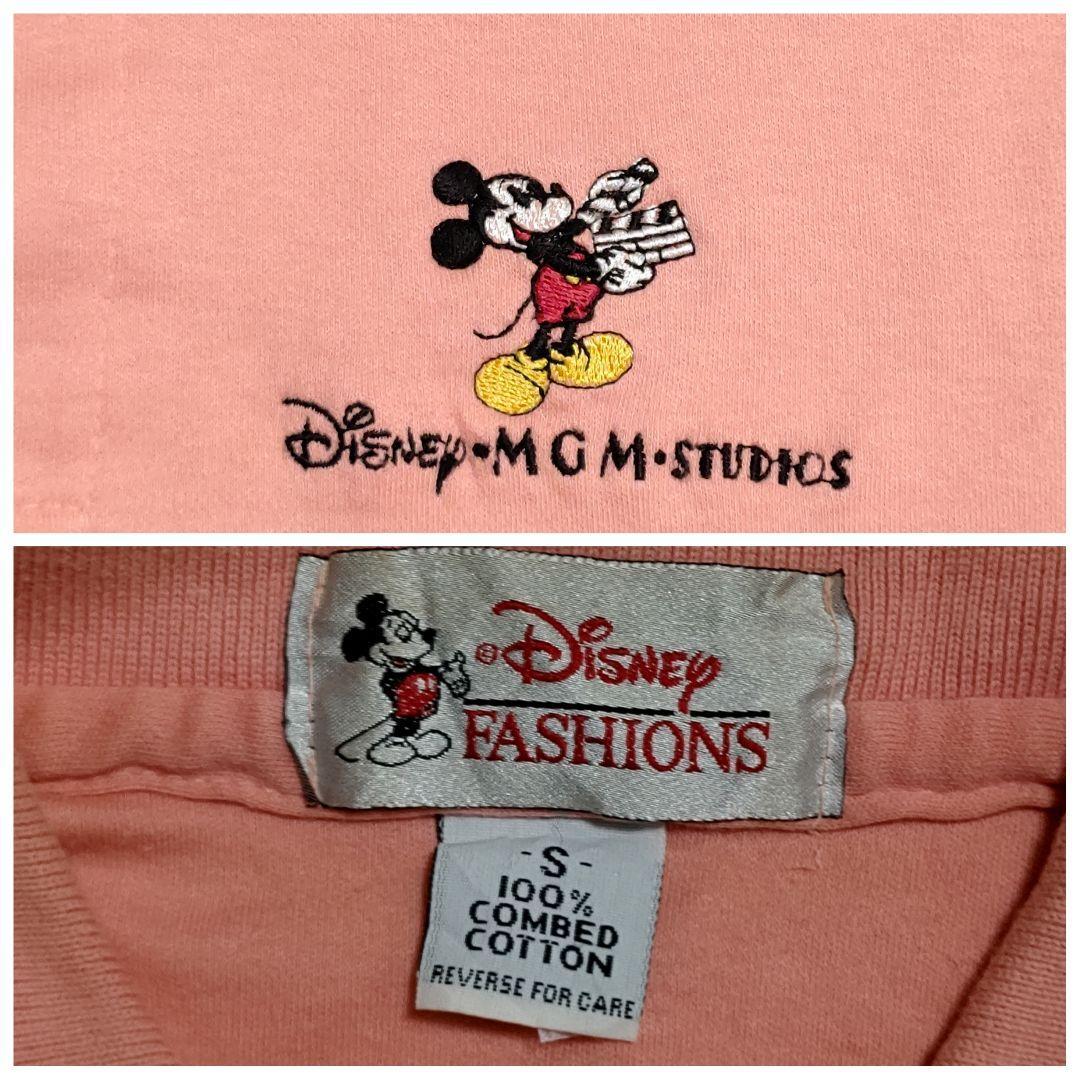 Disney·MGM·STUDIOS
© Disney
FASHIONS
-S-
100%
COMBED
COTTON
REVERSE FOR CARE